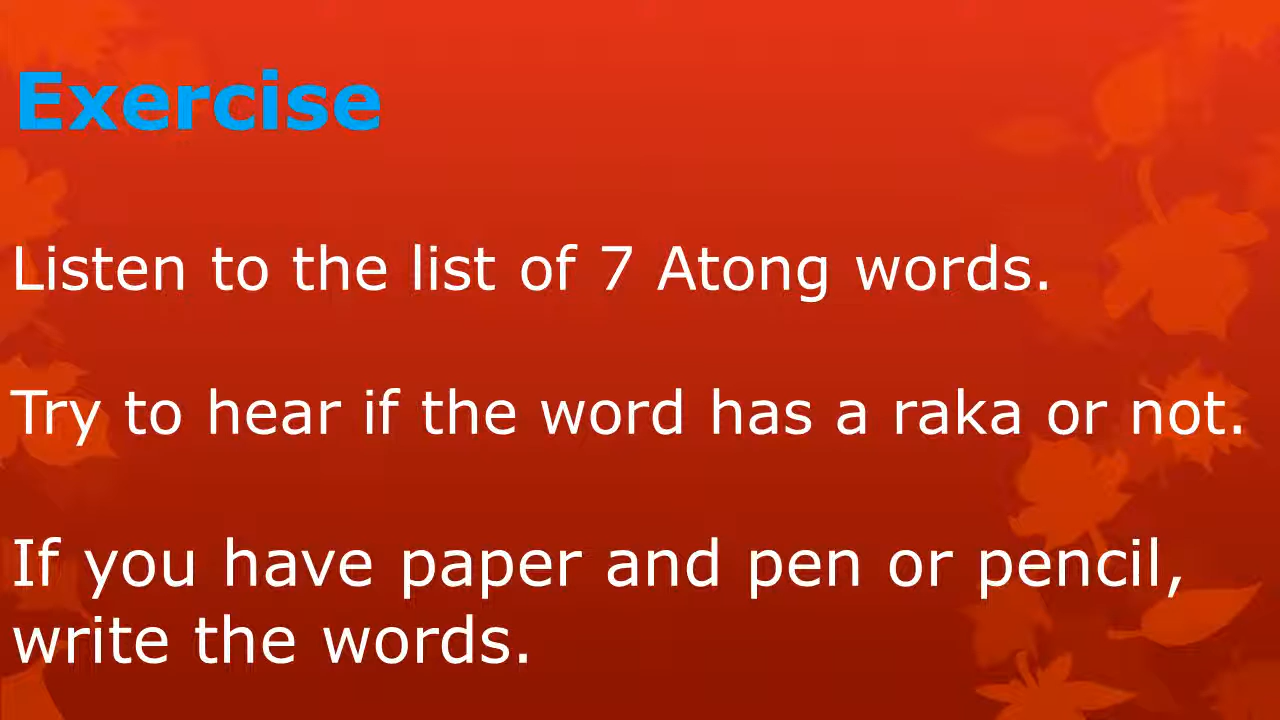 Exercise
Listen to the list of 7 Atong words.
Try to hear if the word has a raka or not.
If you have paper and pen or pencil,
write the words.